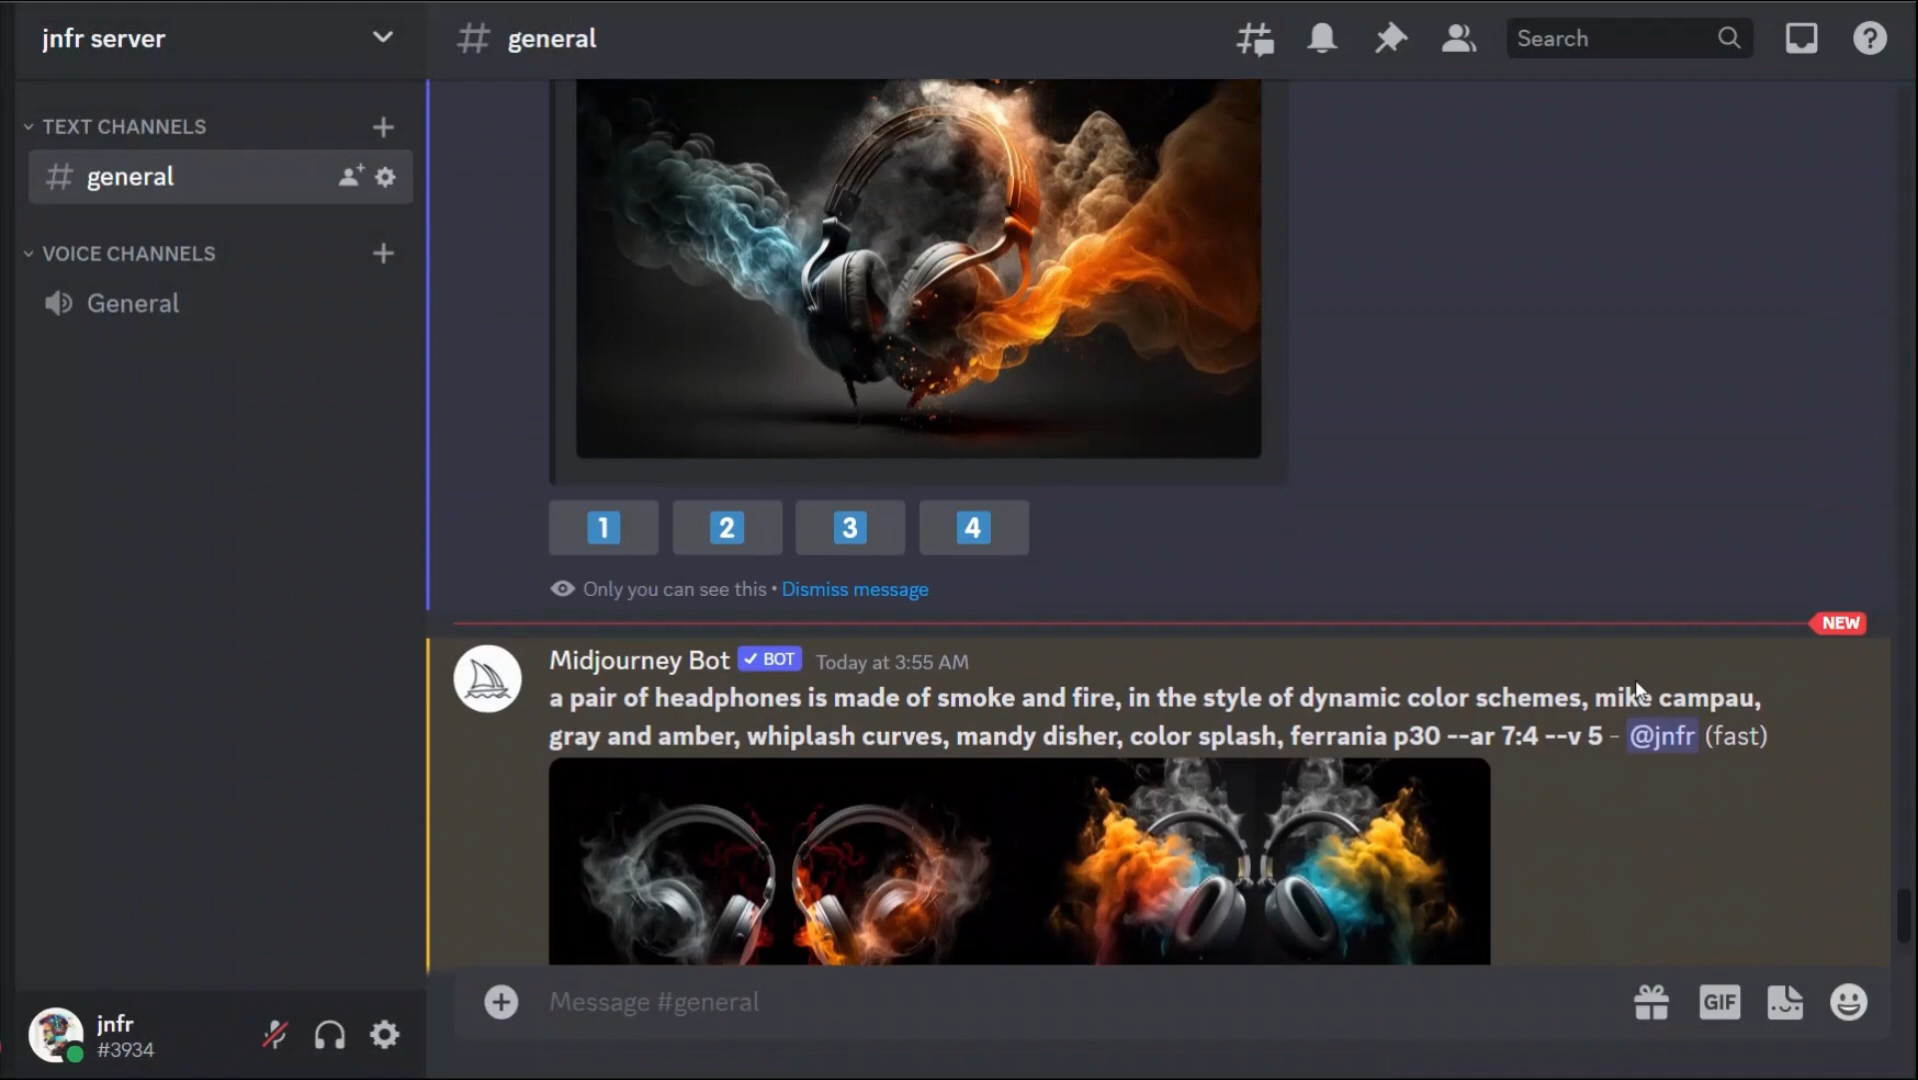 jnfr server
# general
Search
TEXT CHANNELS
# general
VOICE CHANNELS
General
1 2 3 4
Only you can see this • Dismiss message
NEW
Midjourney Bot ✓ BOT Today at 3:55 AM
a pair of headphones is made of smoke and fire, in the style of dynamic color schemes, mike campau,
gray and amber, whiplash curves, mandy disher, color splash, ferrania p30 --ar 7:4 --v 5 - @jnfr (fast)
Message #general
GIF
jnfr
#3934